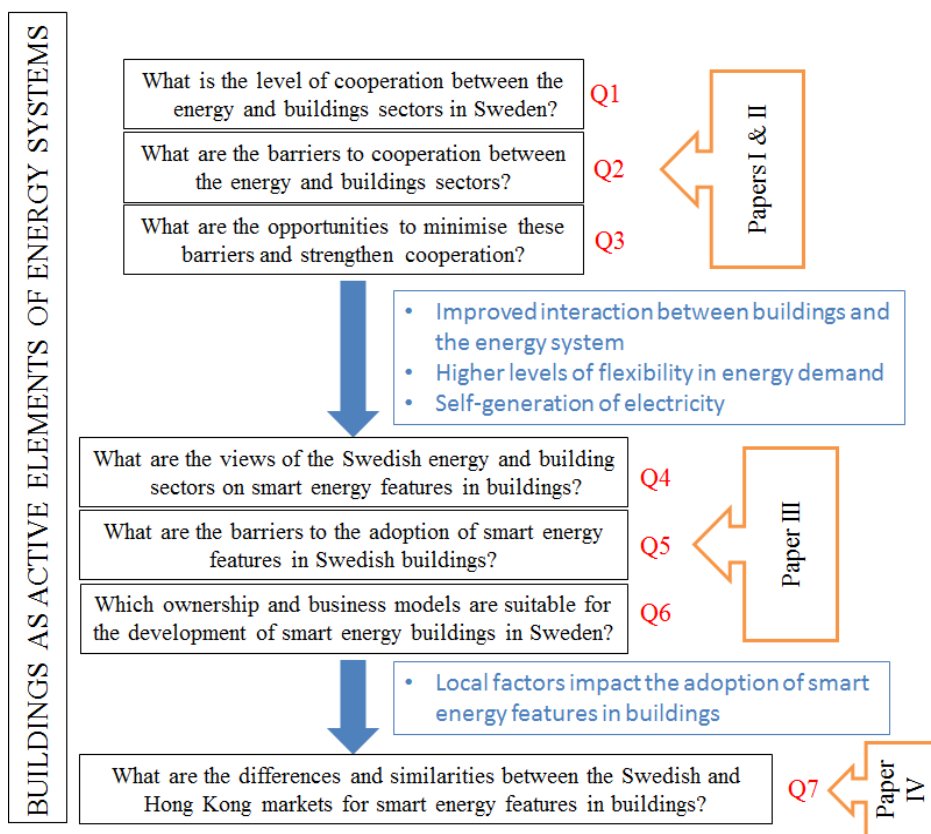 BUILDINGS AS ACTIVE ELEMENTS OF ENERGY SYSTEMS
What is the level of cooperation between the
energy and buildings sectors in Sweden?
Q1
What are the barriers to cooperation between
the energy and buildings sectors?
Q2
What are the opportunities to minimise these
barriers and strengthen cooperation?
Q3
Papers I & II
• Improved interaction between buildings and
the energy system
• Higher levels of flexibility in energy demand
• Self-generation of electricity
What are the views of the Swedish energy and building
sectors on smart energy features in buildings?
Q4
What are the barriers to the adoption of smart energy
features in Swedish buildings?
Q5
Which ownership and business models are suitable for
the development of smart energy buildings in Sweden?
Q6
Paper III
• Local factors impact the adoption of smart
energy features in buildings
What are the differences and similarities between the Swedish and
Hong Kong markets for smart energy features in buildings?
Q7
Paper
IV